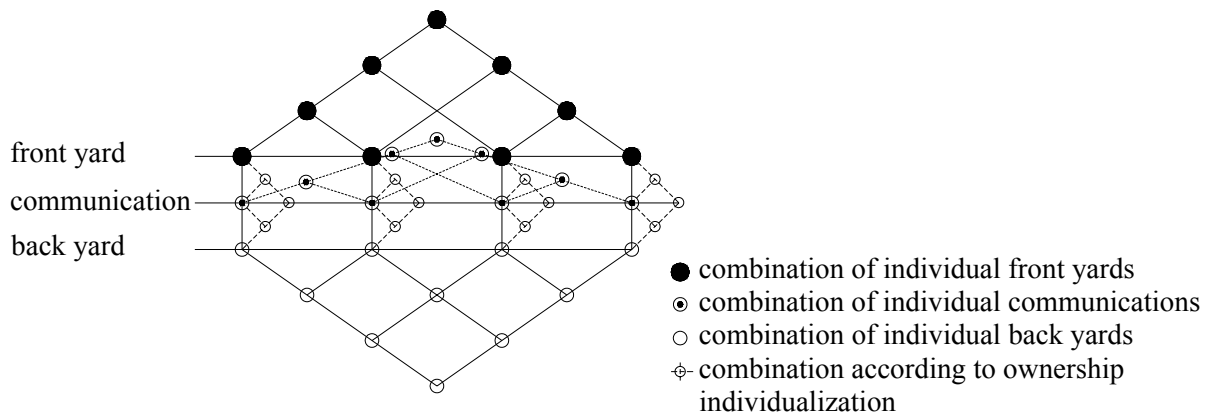 front yard
communication
back yard
combination of individual front yards
combination of individual communications
combination of individual back yards
combination according to ownership
individualization